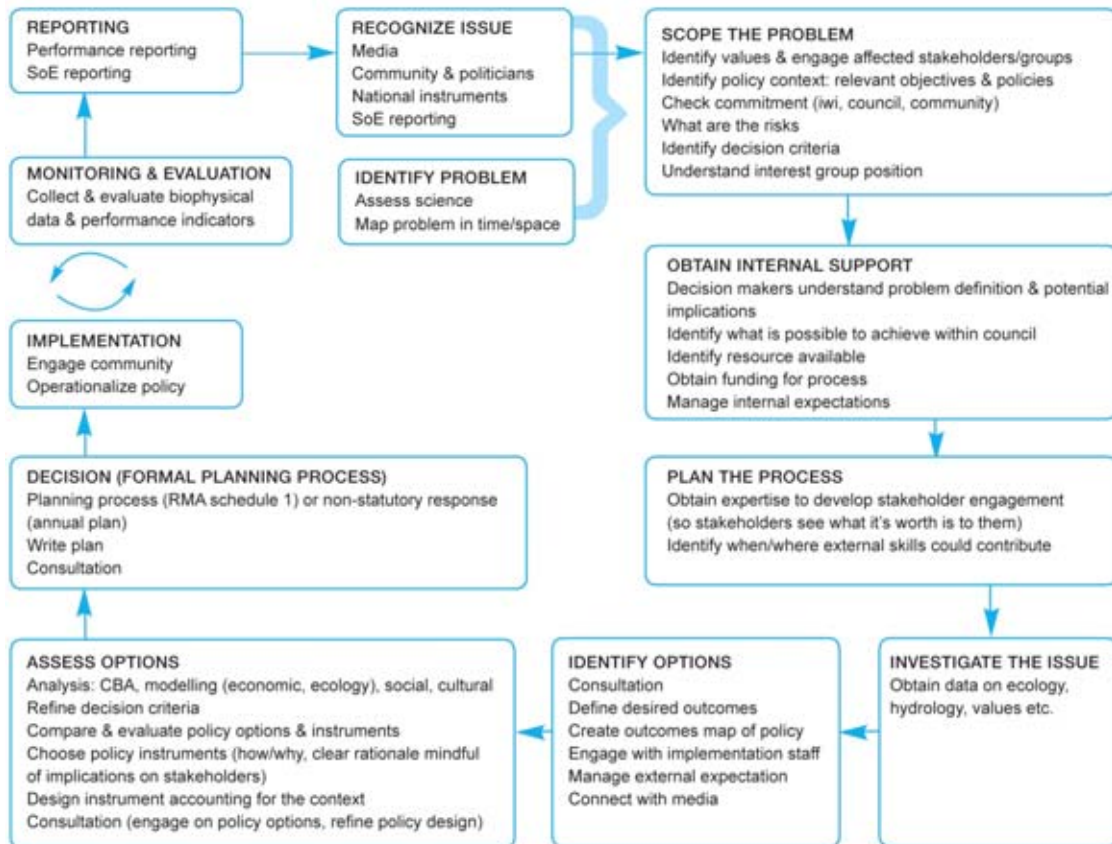 REPORTING
Performance reporting
SoE reporting
RECOGNIZE ISSUE
Media
Community & politicians
National instruments
SoE reporting
SCOPE THE PROBLEM
Identify values & engage affected stakeholders/groups
Identify policy context: relevant objectives & policies
Check commitment (iwi, council, community)
What are the risks
Identify decision criteria
Understand interest group position
MONITORING & EVALUATION
Collect & evaluate biophysical
data & performance indicators
IDENTIFY PROBLEM
Assess science
Map problem in time/space
OBTAIN INTERNAL SUPPORT
Decision makers understand problem definition & potential
implications
Identify what is possible to achieve within council
Identify resource available
Obtain funding for process
Manage internal expectations
IMPLEMENTATION
Engage community
Operationalize policy
DECISION (FORMAL PLANNING PROCESS)
Planning process (RMA schedule 1) or non-statutory response
(annual plan)
Write plan
Consultation
PLAN THE PROCESS
Obtain expertise to develop stakeholder engagement
(so stakeholders see what it's worth is to them)
Identify when/where external skills could contribute
ASSESS OPTIONS
Analysis: CBA, modelling (economic, ecology), social, cultural
Refine decision criteria
Compare & evaluate policy options & instruments
Choose policy instruments (how/why, clear rationale mindful
of implications on stakeholders)
Design instrument accounting for the context
Consultation (engage on policy options, refine policy design)
IDENTIFY OPTIONS
Consultation
Define desired outcomes
Create outcomes map of policy
Engage with implementation staff
Manage external expectation
Connect with media
INVESTIGATE THE ISSUE
Obtain data on ecology,
hydrology, values etc.